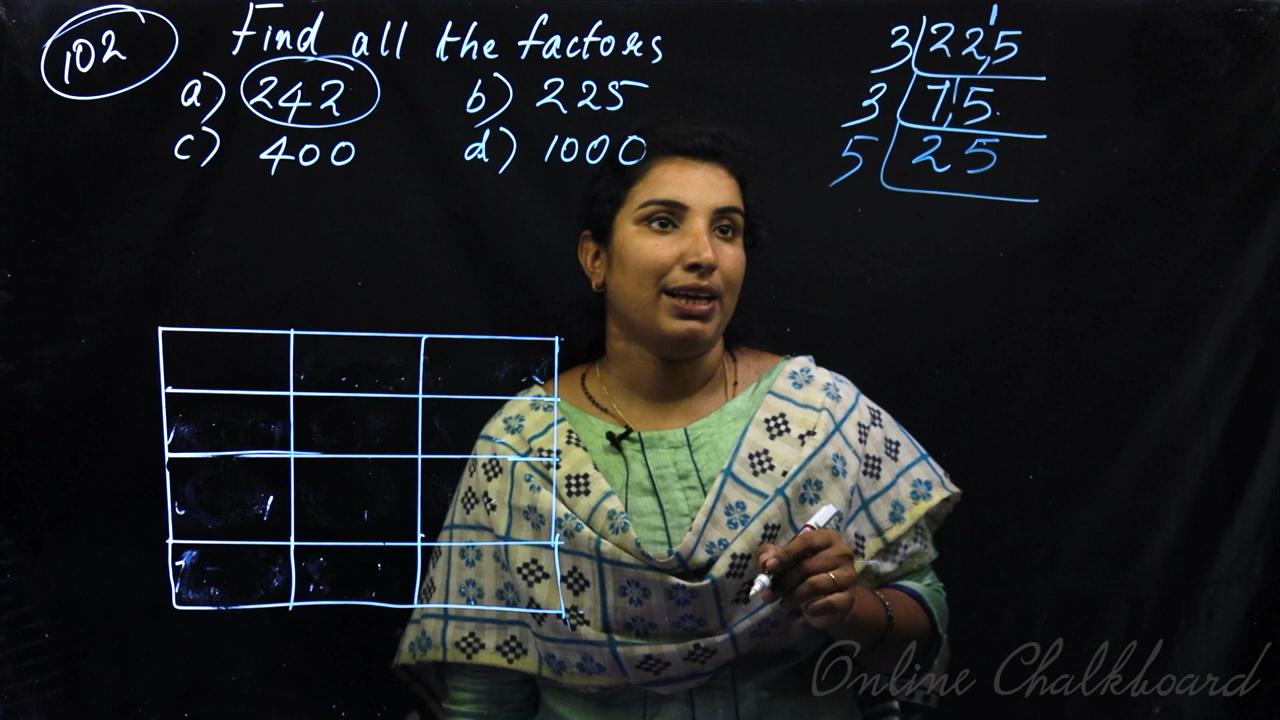 102 Find all the factors
a) 242 b) 225
c) 400 d) 1000
3 225
3 75
5 25
Online Chalkboard